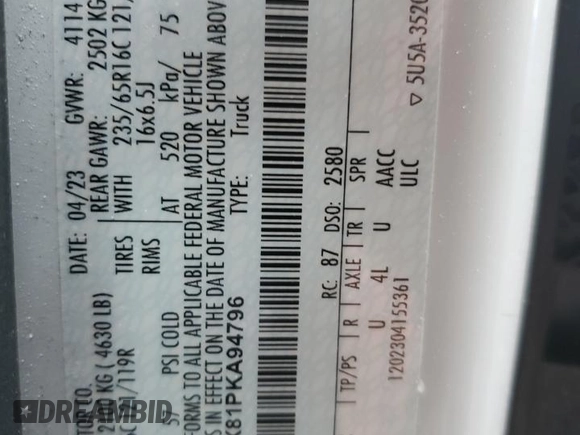 DATE: 04/23 GVWR: 4114
REAR GAWR: 2502 KG
( 4630 LB) TIRES WITH 235/65R16C 121,
/119R RIMS 16x6.5J
PSI COLD AT 520 kPa/ 75
TO ALL APPLICABLE FEDERAL MOTOR VEHICLE
IN EFFECT ON THE DATE OF MANUFACTURE SHOWN ABOV
81PKA94796 TYPE: Truck
RC: 87 DSO: 2580
TP/PS R AXLE TR SPR
U 4L U AACC
ULC
1202304155361
5U5A-3520
DREAMBID